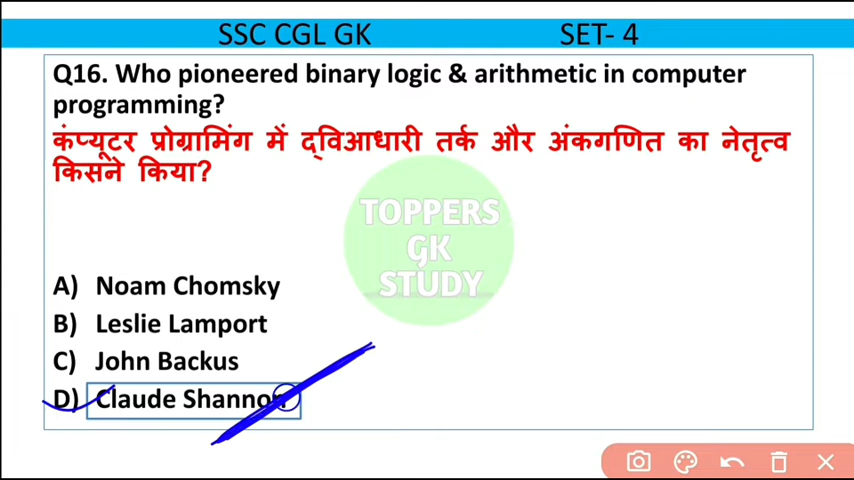 SSC CGL GK SET- 4
Q16. Who pioneered binary logic & arithmetic in computer
programming?
कंप्यूटर प्रोग्रामिंग में द्विआधारी तर्क और अंकगणित का नेतृत्व
किसने किया?
TOPPERS
GK
STUDY
A) Noam Chomsky
B) Leslie Lamport
C) John Backus
D) Claude Shannon